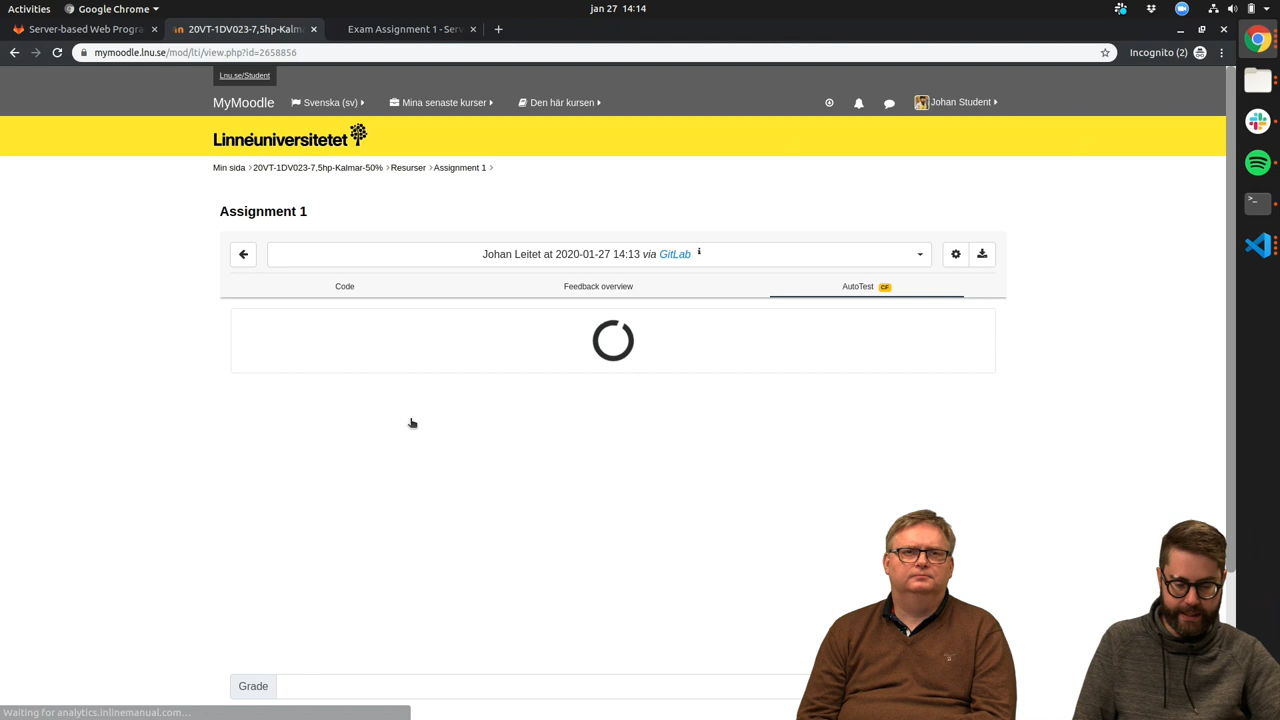 Activities
Google Chrome
jan 27 14:14
Server-based Web Progra
20VT-1DV023-7,5hp-Kalm
Exam Assignment 1 - Serv
mymoodle.lnu.se/mod/lti/view.php?id=2658856
Incognito (2)
Lnu.se/Student
MyMoodle
Svenska (sv)
Mina senaste kurser
Den här kursen
Johan Student
Linnéuniversitetet
Min sida
20VT-1DV023-7,5hp-Kalmar-50%
Resurser
Assignment 1
Assignment 1
Johan Leitet at 2020-01-27 14:13 via GitLab i
Code
Feedback overview
AutoTest CF
Grade
Waiting for analytics.inlinemanual.com...